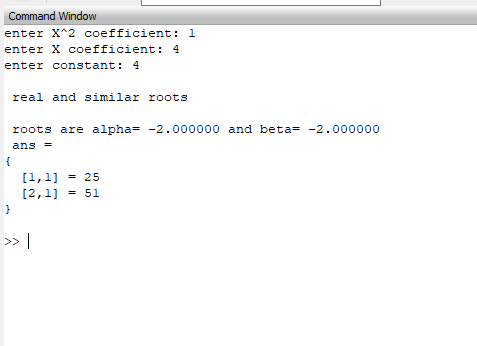 Command Window
enter X^2 coefficient: 1
enter X coefficient: 4
enter constant: 4
real and similar roots
roots are alpha= -2.000000 and beta= -2.000000
ans =
{
[1,1] = 25
[2,1] = 51
}
>>